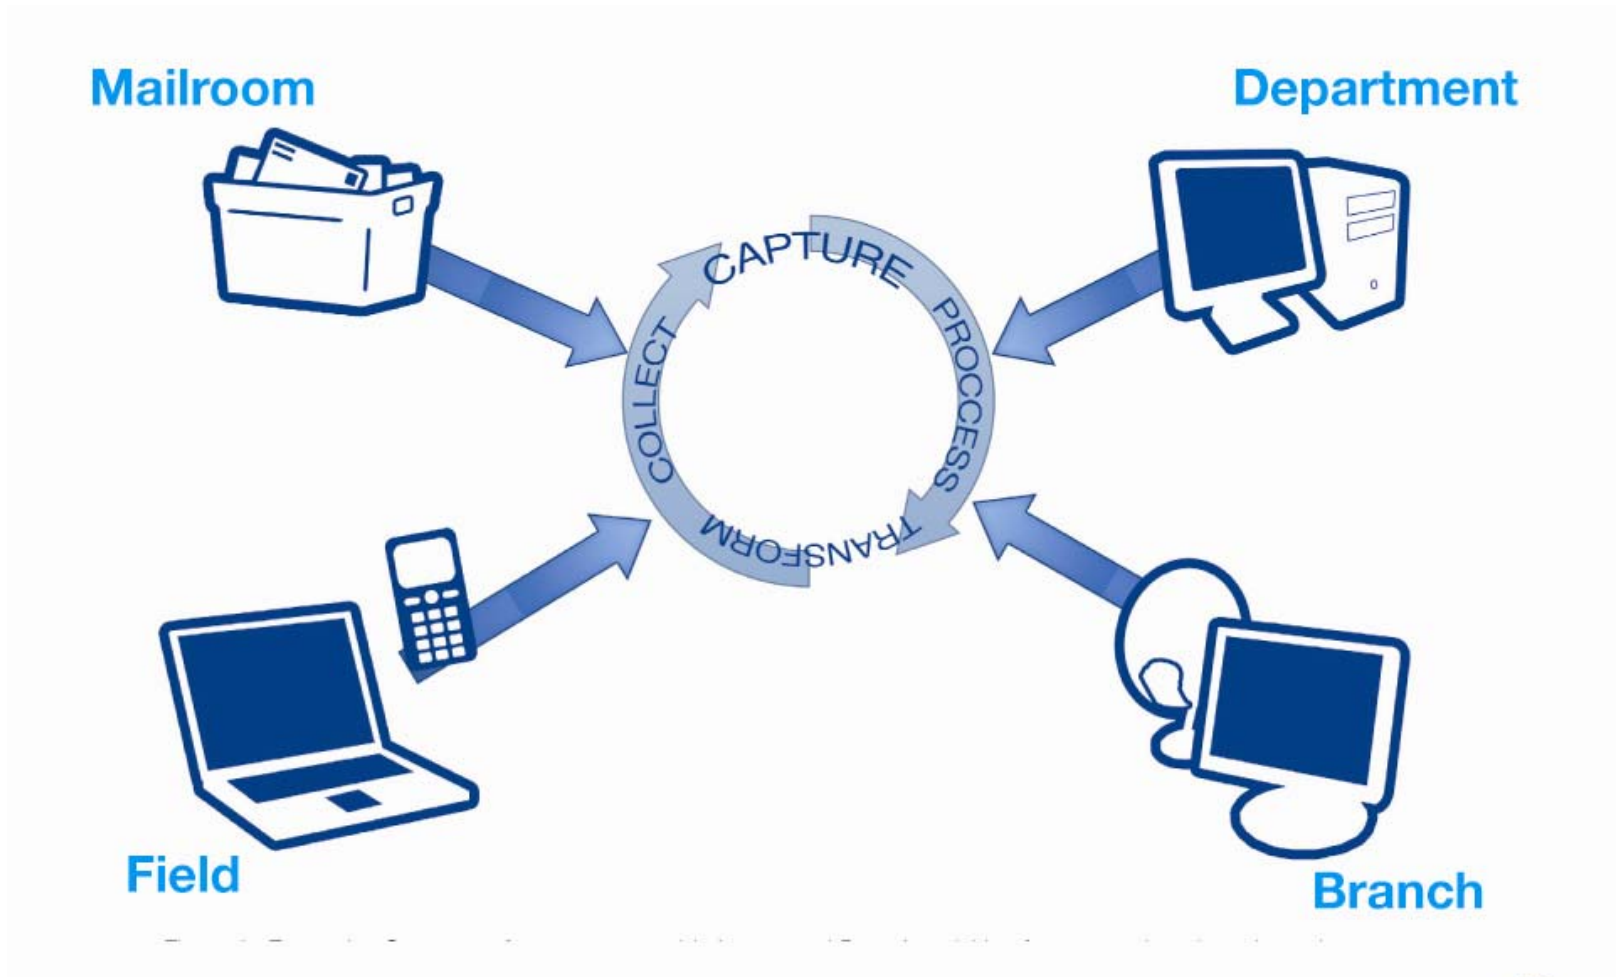 Mailroom
Department
CAPTURE
PROCCESS
TRANSFORM
COLLECT
Field
Branch